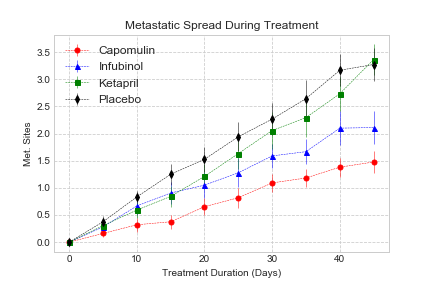 Metastatic Spread During Treatment
Capomulin
Infubinol
Ketapril
Placebo
3.5
3.0
2.5
2.0
1.5
1.0
0.5
0.0
Met. Sites
0 10 20 30 40
Treatment Duration (Days)